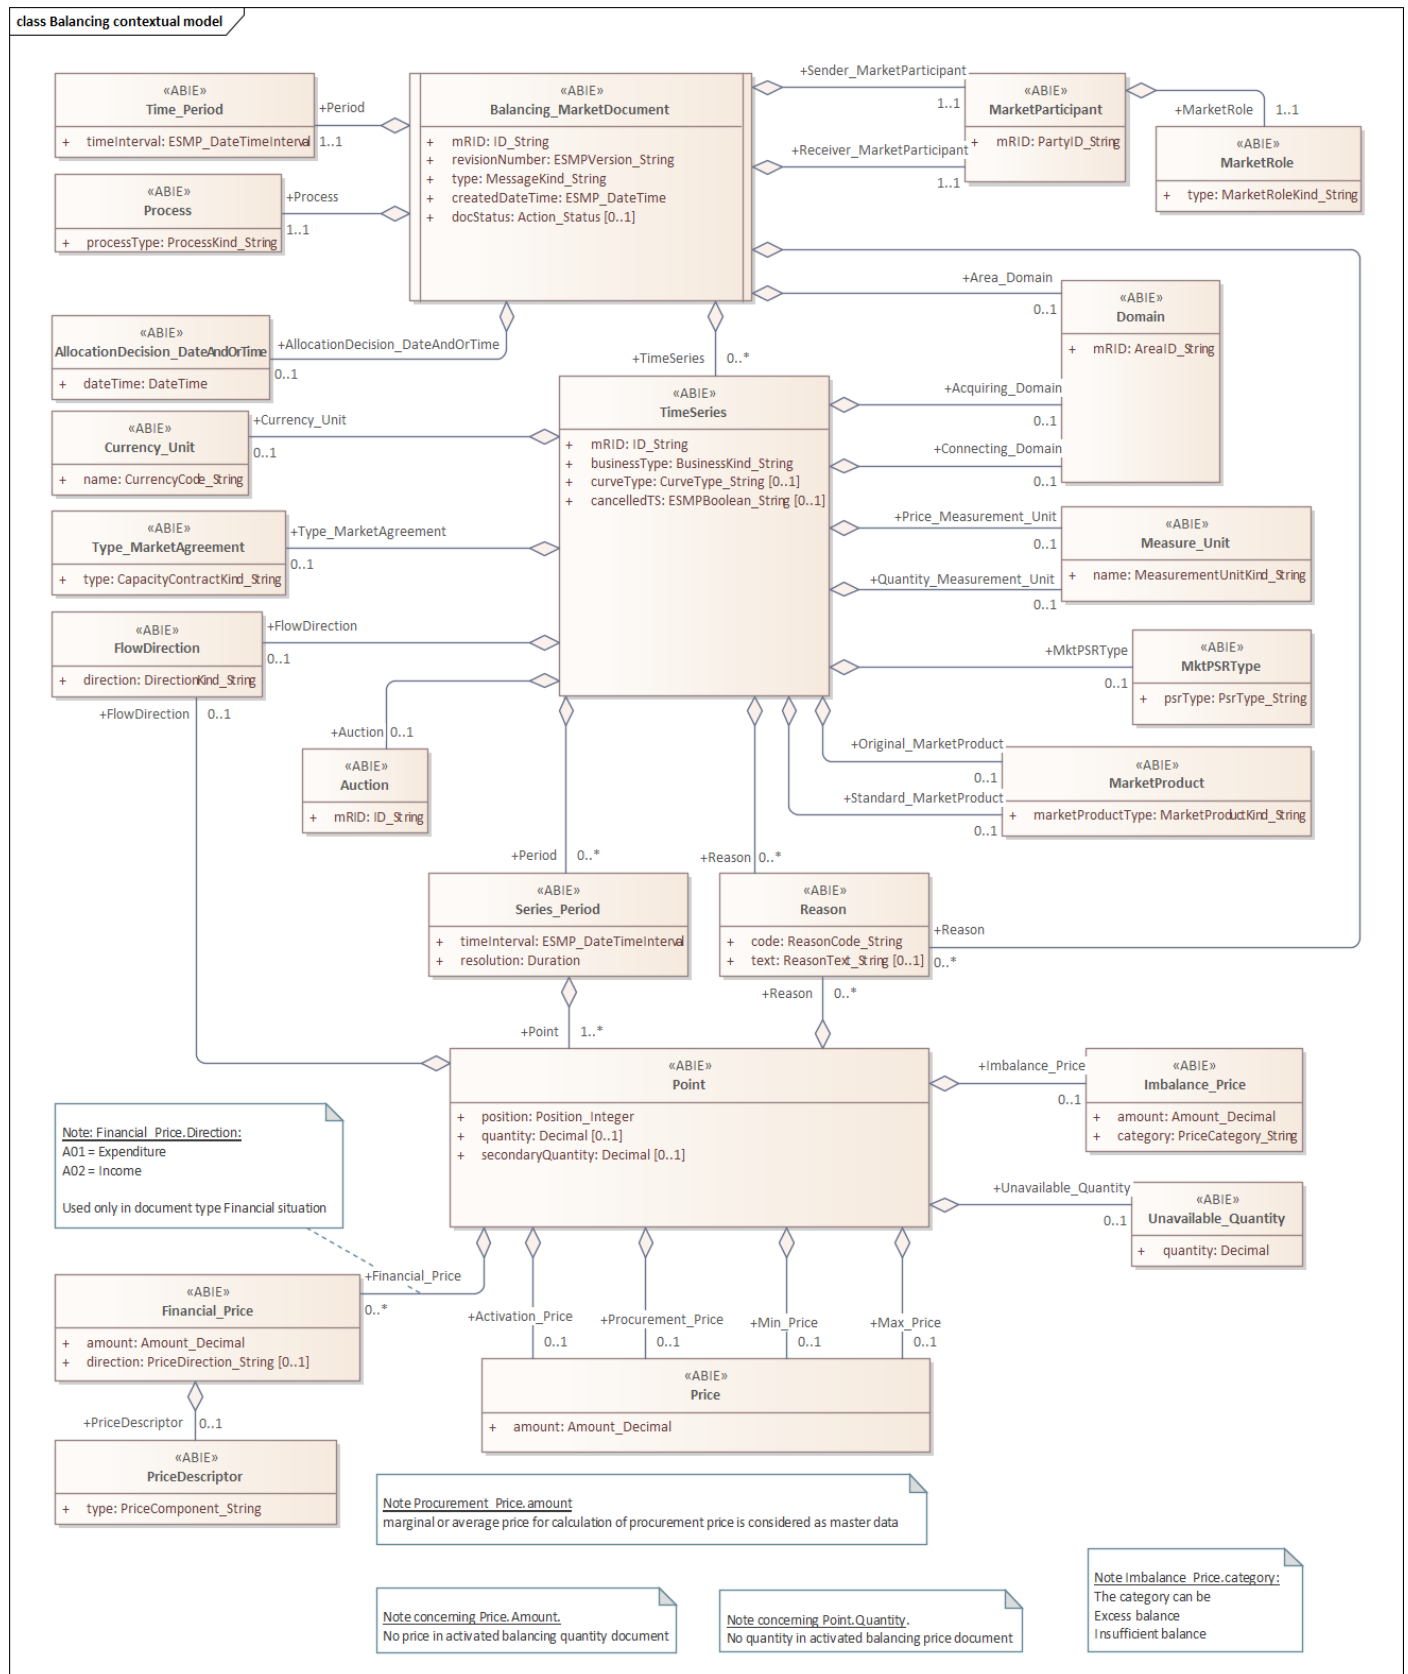 class Balancing contextual model
«ABIE»
Time_Period
+ timeInterval: ESMP_DateTimeInterval
+Period
1..1
«ABIE»
Balancing_MarketDocument
+ mRID: ID_String
+ revisionNumber: ESMPVersion_String
+ type: MessageKind_String
+ createdDateTime: ESMP_DateTime
+ docStatus: Action_Status [0..1]
+Sender_MarketParticipant
1..1
+Receiver_MarketParticipant
1..1
«ABIE»
MarketParticipant
+ mRID: PartyID_String
+MarketRole
1..1
«ABIE»
MarketRole
+ type: MarketRoleKind_String
«ABIE»
Process
+ processType: ProcessKind_String
+Process
1..1
+Area_Domain
0..1
«ABIE»
Domain
+ mRID: AreaID_String
«ABIE»
AllocationDecision_DateAndOrTime
+ dateTime: DateTime
+AllocationDecision_DateAndOrTime
0..1
+TimeSeries
0..*
«ABIE»
TimeSeries
+ mRID: ID_String
+ businessType: BusinessKind_String
+ curveType: CurveType_String [0..1]
+ cancelledTS: ESMPBoolean_String [0..1]
+Acquiring_Domain
0..1
+Connecting_Domain
0..1
«ABIE»
Currency_Unit
+ name: CurrencyCode_String
+Currency_Unit
0..1
+Price_Measurement_Unit
0..1
+Quantity_Measurement_Unit
0..1
«ABIE»
Measure_Unit
+ name: MeasurementUnitKind_String
«ABIE»
Type_MarketAgreement
+ type: CapacityContractKind_String
+Type_MarketAgreement
0..1
«ABIE»
FlowDirection
+ direction: DirectionKind_String
+FlowDirection
0..1
+MktPSRType
0..1
«ABIE»
MktPSRType
+ psrType: PsrType_String
+FlowDirection
0..1
+Auction
0..1
«ABIE»
Auction
+ mRID: ID_String
+Original_MarketProduct
0..1
+Standard_MarketProduct
0..1
«ABIE»
MarketProduct
+ marketProductType: MarketProductKind_String
+Period
0..*
+Reason
0..*
«ABIE»
Series_Period
+ timeInterval: ESMP_DateTimeInterval
+ resolution: Duration
«ABIE»
Reason
+ code: ReasonCode_String
+ text: ReasonText_String [0..1]
+Reason
0..*
+Reason
0..*
+Point
1..*
«ABIE»
Point
+ position: Position_Integer
+ quantity: Decimal [0..1]
+ secondaryQuantity: Decimal [0..1]
+Imbalance_Price
0..1
«ABIE»
Imbalance_Price
+ amount: Amount_Decimal
+ category: PriceCategory_String
Note: Financial_Price.Direction:
A01 = Expenditure
A02 = Income
Used only in document type Financial situation
+Unavailable_Quantity
0..1
«ABIE»
Unavailable_Quantity
+ quantity: Decimal
+Financial_Price
0..*
«ABIE»
Financial_Price
+ amount: Amount_Decimal
+ direction: PriceDirection_String [0..1]
+Activation_Price
0..1
+Procurement_Price
0..1
+Min_Price
0..1
+Max_Price
0..1
«ABIE»
Price
+ amount: Amount_Decimal
+PriceDescriptor
0..1
«ABIE»
PriceDescriptor
+ type: PriceComponent_String
Note Procurement_Price.amount
marginal or average price for calculation of procurement price is considered as master data
Note concerning Price.Amount.
No price in activated balancing quantity document
Note concerning Point.Quantity.
No quantity in activated balancing price document
Note Imbalance_Price.category:
The category can be
Excess balance
Insufficient balance